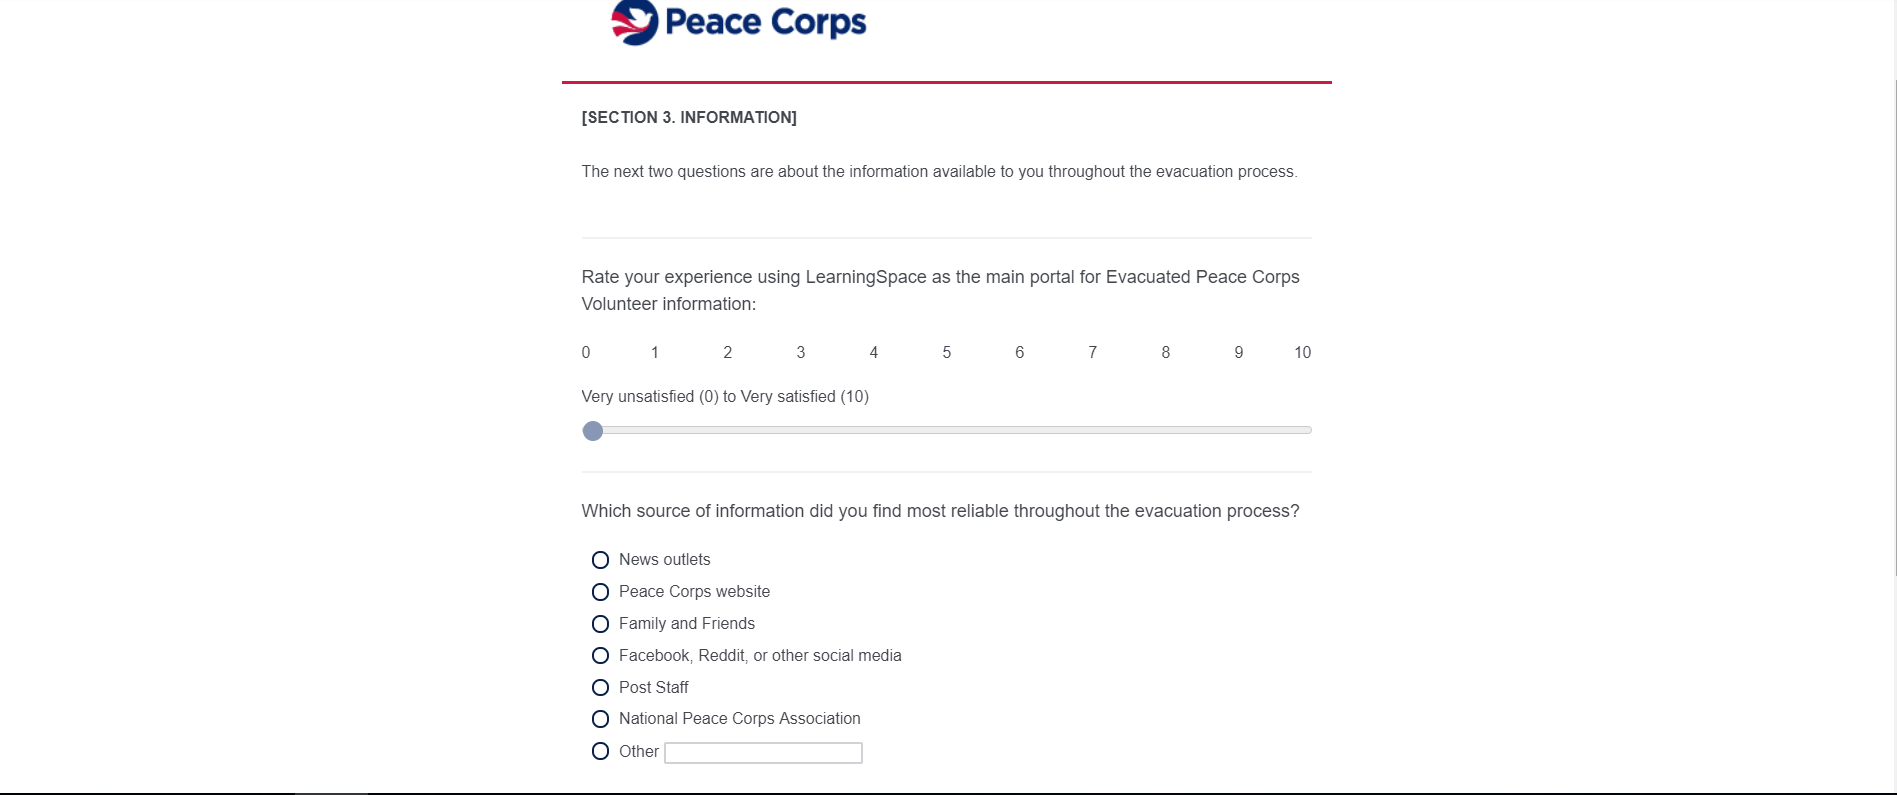 Peace Corps
[SECTION 3. INFORMATION]
The next two questions are about the information available to you throughout the evacuation process.
Rate your experience using LearningSpace as the main portal for Evacuated Peace Corps
Volunteer information:
0 1 2 3 4 5 6 7 8 9 10
Very unsatisfied (0) to Very satisfied (10)
Which source of information did you find most reliable throughout the evacuation process?
News outlets
Peace Corps website
Family and Friends
Facebook, Reddit, or other social media
Post Staff
National Peace Corps Association
Other